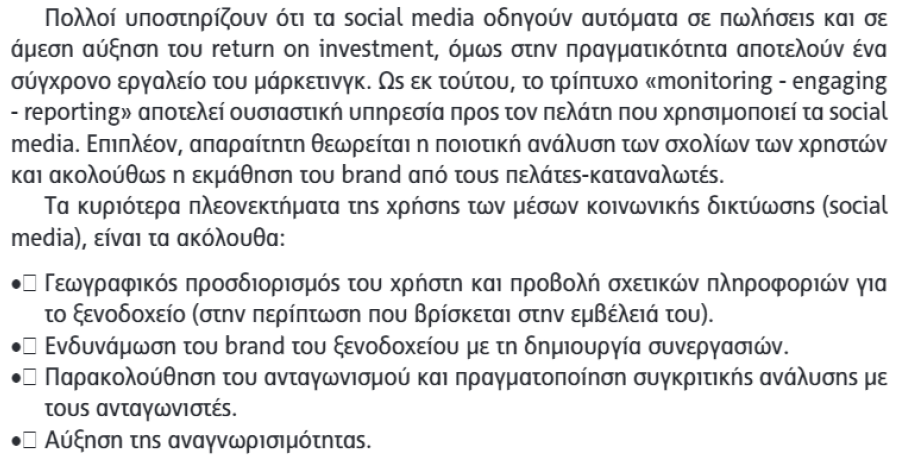 Πολλοί υποστηρίζουν ότι τα social media οδηγούν αυτόματα σε πωλήσεις και σε
άμεση αύξηση του return on investment, όμως στην πραγματικότητα αποτελούν ένα
σύγχρονο εργαλείο του μάρκετινγκ. Ως εκ τούτου, το τρίπτυχο «monitoring - engaging
- reporting» αποτελεί ουσιαστική υπηρεσία προς τον πελάτη που χρησιμοποιεί τα social
media. Επιπλέον, απαραίτητη θεωρείται η ποιοτική ανάλυση των σχολίων των χρηστών
και ακολούθως η εκμάθηση του brand από τους πελάτες-καταναλωτές.
Τα κυριότερα πλεονεκτήματα της χρήσης των μέσων κοινωνικής δικτύωσης (social
media), είναι τα ακόλουθα:
•□ Γεωγραφικός προσδιορισμός του χρήστη και προβολή σχετικών πληροφοριών για
το ξενοδοχείο (στην περίπτωση που βρίσκεται στην εμβέλειά του).
•□ Ενδυνάμωση του brand του ξενοδοχείου με τη δημιουργία συνεργασιών.
•□ Παρακολούθηση του ανταγωνισμού και πραγματοποίηση συγκριτικής ανάλυσης με
τους ανταγωνιστές.
•□ Αύξηση της αναγνωρισιμότητας.